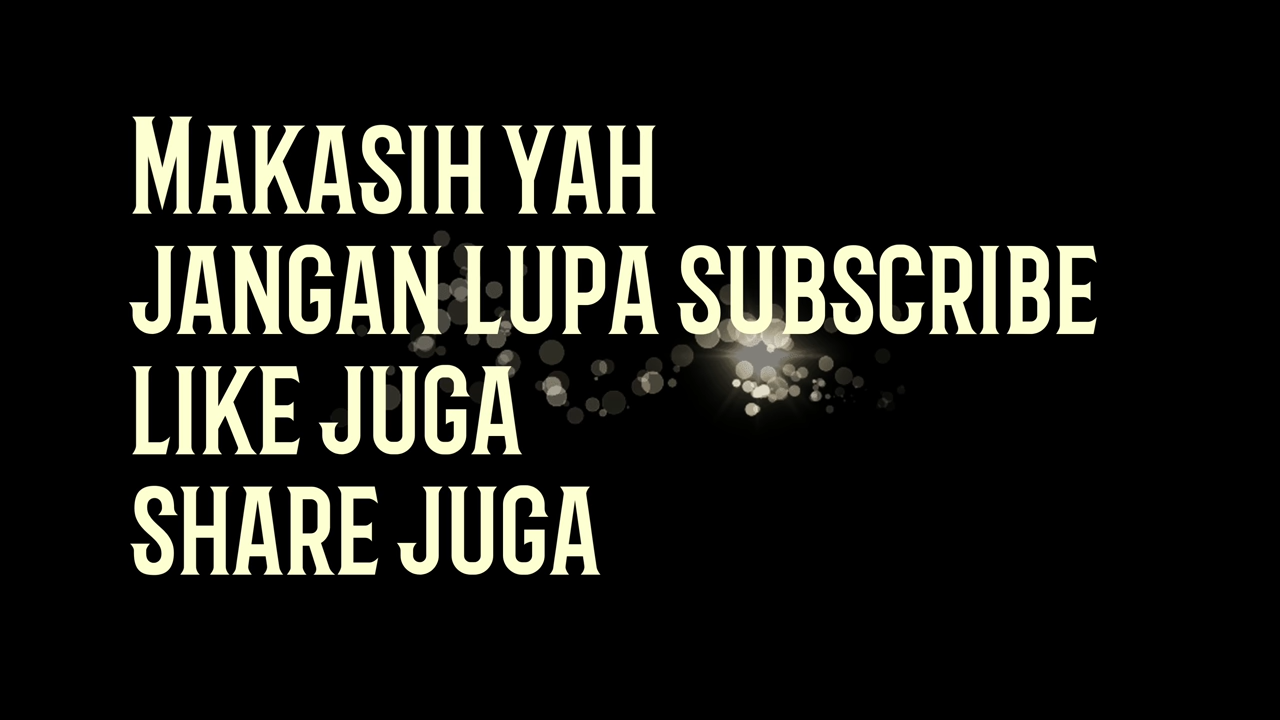 Makasih yah
jangan lupa subscribe
like juga
share juga